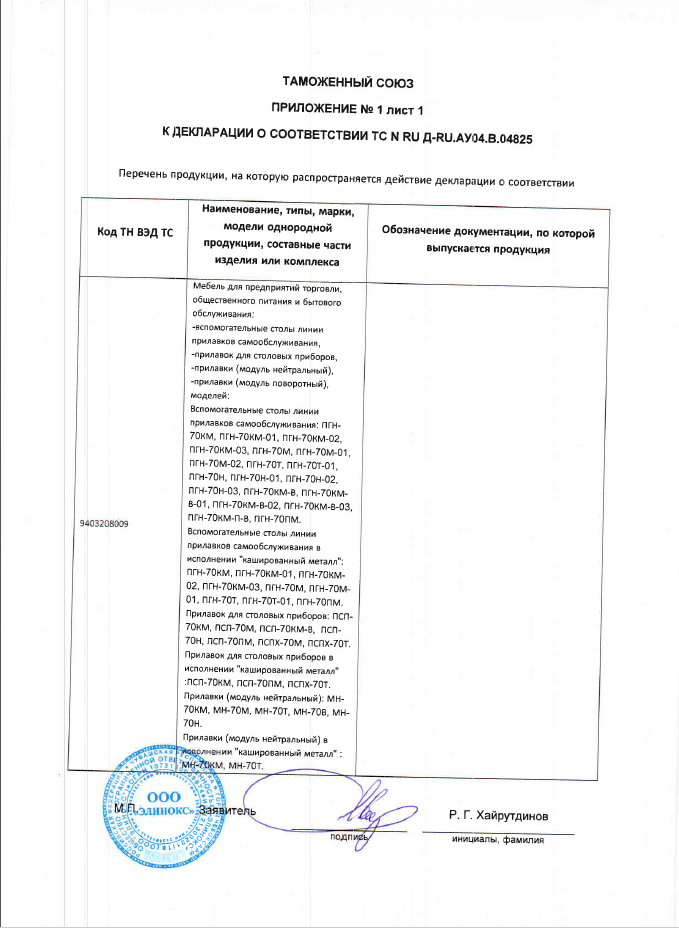 ТАМОЖЕННЫЙ СОЮЗ
ПРИЛОЖЕНИЕ № 1 лист 1
К ДЕКЛАРАЦИИ О СООТВЕТСТВИИ ТС N RU Д-RU.АУ04.В.04825
Перечень продукции, на которую распространяется действие декларации о соответствии
Код ТН ВЭД ТС
Наименование, типы, марки,
модели однородной
продукции, составные части
изделия или комплекса
Обозначение документации, по которой
выпускается продукция
9403208009
Мебель для предприятий торговли,
общественного питания и бытового
обслуживания:
-вспомогательные столы линии
прилавков самообслуживания,
-прилавок для столовых приборов,
-прилавки (модуль нейтральный),
-прилавки (модуль поворотный),
моделей:
Вспомогательные столы линии
прилавков самообслуживания: ПГН-
70КМ, ПГН-70КМ-01, ПГН-70КМ-02,
ПГН-70КМ-03, ПГН-70М, ПГН-70М-01,
ПГН-70М-02, ПГН-70Т, ПГН-70Т-01,
ПГН-70Н, ПГН-70Н-01, ПГН-70Н-02,
ПГН-70Н-03, ПГН-70КМ-В, ПГН-70КМ-
В-01, ПГН-70КМ-В-02, ПГН-70КМ-В-03,
ПГН-70КМ-П-В, ПГН-70ПМ.
Вспомогательные столы линии
прилавков самообслуживания в
исполнении "кашированный металл":
ПГН-70КМ, ПГН-70КМ-01, ПГН-70КМ-
02, ПГН-70КМ-03, ПГН-70М, ПГН-70М-
01, ПГН-70Т, ПГН-70Т-01, ПГН-70ПМ.
Прилавок для столовых приборов: ПСП-
70КМ, ПСП-70М, ПСП-70КМ-В, ПСП-
70Н, ПСП-70ПМ, ПСПХ-70М, ПСПХ-70Т.
Прилавок для столовых приборов в
исполнении "кашированный металл"
:ПСП-70КМ, ПСП-70ПМ, ПСПХ-70Т.
Прилавки (модуль нейтральный): МН-
70КМ, МН-70М, МН-70Т, МН-70В, МН-
70Н.
Прилавки (модуль нейтральный) в
исполнении "кашированный металл" :
МН-70КМ, МН-70Т.
ООО
«ЭЛИНОКС»
М.П. Заявитель
Р. Г. Хайрутдинов
подпись
инициалы, фамилия